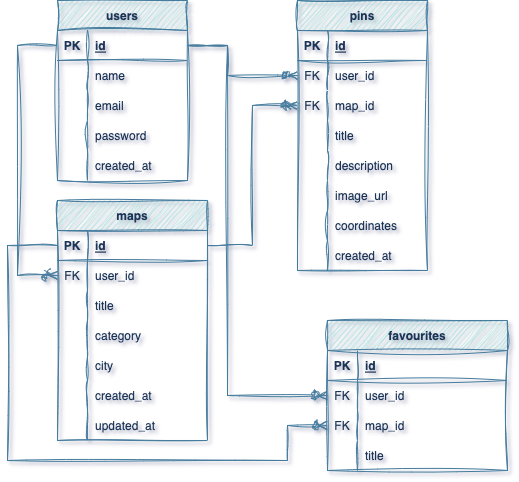 users
PK id
name
email
password
created_at
pins
PK id
FK user_id
FK map_id
title
description
image_url
coordinates
created_at
maps
PK id
FK user_id
title
category
city
created_at
updated_at
favourites
PK id
FK user_id
FK map_id
title